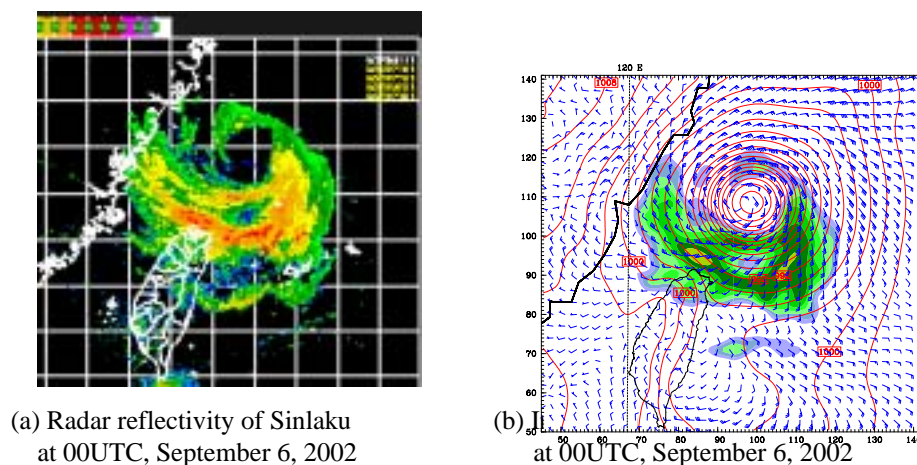 120 E
1008
1000
140
130
120
110
100
90
80
70
60
50
1000
1000
1000
50 60 70 80 90 100 110 120 130
(a) Radar reflectivity of Sinlaku
at 00UTC, September 6, 2002
(b)
at 00UTC, September 6, 2002